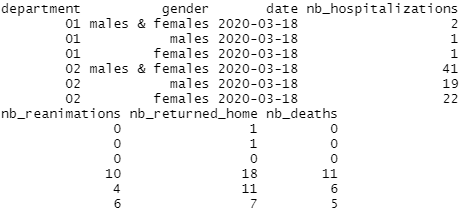 department gender date nb_hospitalizations
01 males & females 2020-03-18 2
01 males 2020-03-18 1
01 females 2020-03-18 1
02 males & females 2020-03-18 41
02 males 2020-03-18 19
02 females 2020-03-18 22
nb_reanimations nb_returned_home nb_deaths
0 1 0
0 1 0
0 0 0
10 18 11
4 11 6
6 7 5